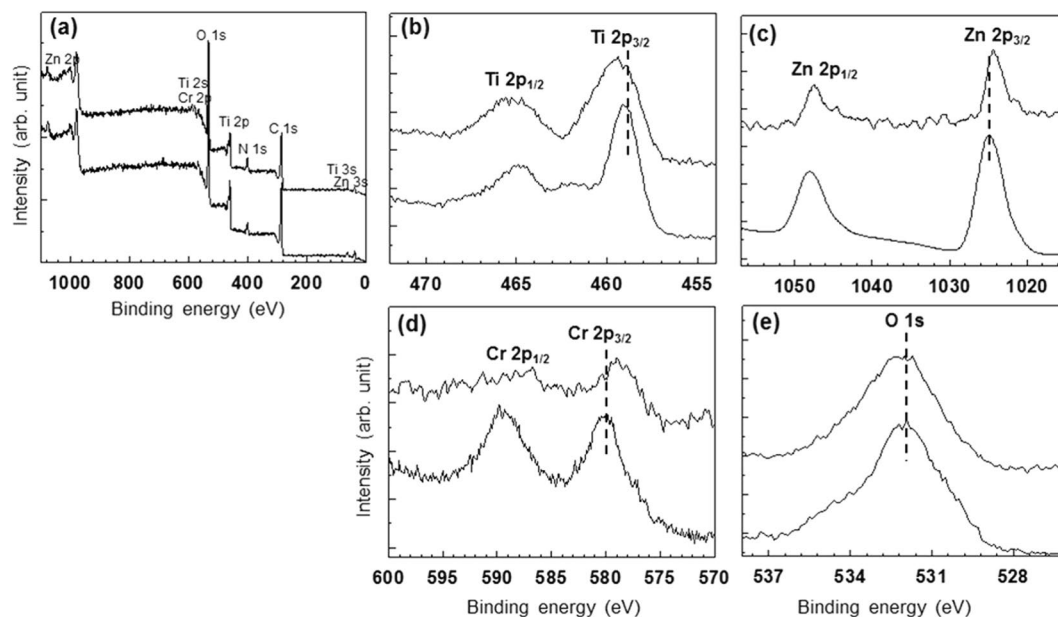 (a)
O 1s
Zn 2p
Ti 2s
Cr 2p
Ti 2p
C 1s
N 1s
Ti 3s
Zn 3s
Intensity (arb. unit)
1000 800 600 400 200 0
Binding energy (eV)
(b)
Ti 2p3/2
Ti 2p1/2
470 465 460 455
(c)
Zn 2p3/2
Zn 2p1/2
1050 1040 1030 1020
(d)
Cr 2p3/2
Cr 2p1/2
Intensity (arb. unit)
600 595 590 585 580 575 570
Binding energy (eV)
(e)
O 1s
537 534 531 528
Binding energy (eV)